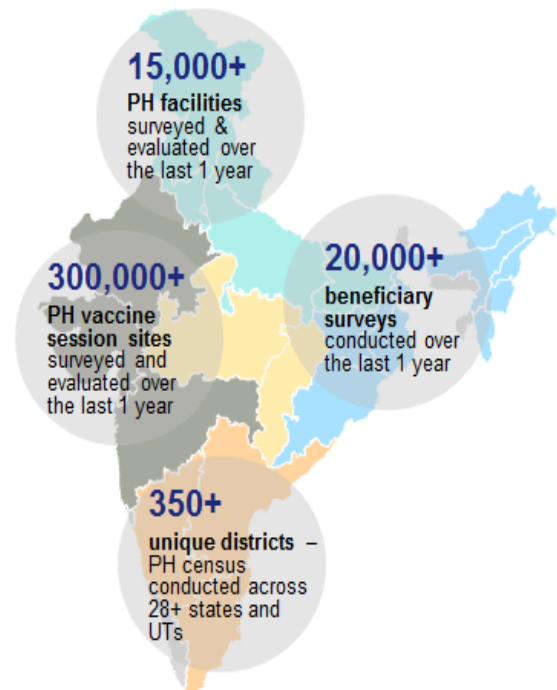 15,000+
PH facilities
surveyed &
evaluated over
the last 1 year
300,000+
PH vaccine
session sites
surveyed and
evaluated over
the last 1 year
20,000+
beneficiary
surveys
conducted over
the last 1 year
350+
unique districts –
PH census
conducted across
28+ states and
UTs